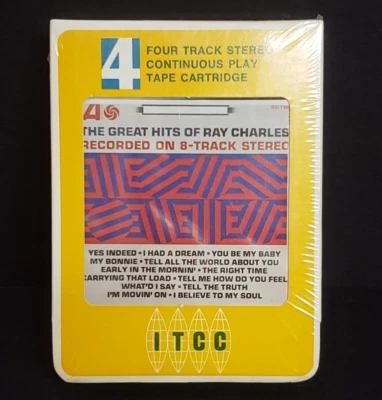 4 FOUR TRACK STEREO
CONTINUOUS PLAY
TAPE CARTRIDGE
THE GREAT HITS OF RAY CHARLES
RECORDED ON 8-TRACK STEREO
YES INDEED • I HAD A DREAM • YOU BE MY BABY
MY BONNIE • TELL ALL THE WORLD ABOUT YOU
EARLY IN THE MORNIN' • THE RIGHT TIME
CARRYING THAT LOAD • TELL ME HOW DO YOU FEEL
WHAT'D I SAY • TELL THE TRUTH
I'M MOVIN' ON • I BELIEVE TO MY SOUL
ITCC